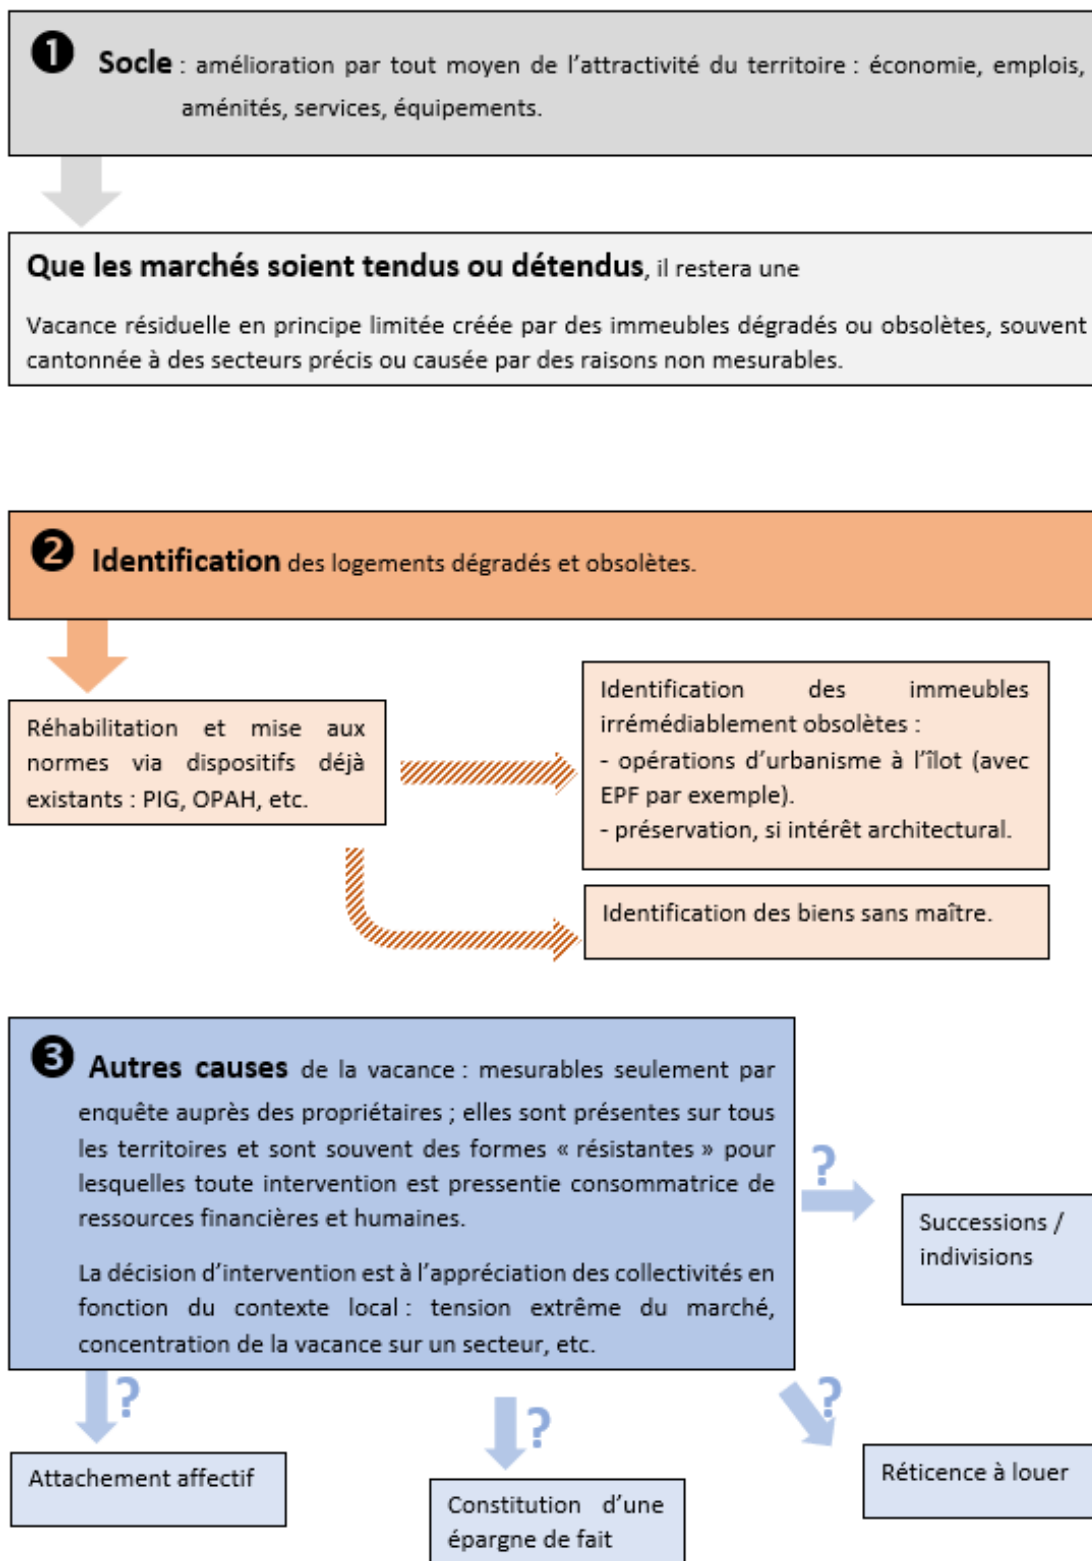 ❶ Socle : amélioration par tout moyen de l’attractivité du territoire : économie, emplois,
aménités, services, équipements.
Que les marchés soient tendus ou détendus, il restera une
Vacance résiduelle en principe limitée créée par des immeubles dégradés ou obsolètes, souvent
cantonnée à des secteurs précis ou causée par des raisons non mesurables.
❷ Identification des logements dégradés et obsolètes.
Réhabilitation et mise aux
normes via dispositifs déjà
existants : PIG, OPAH, etc.
Identification des immeubles
irrémédiablement obsolètes :
- opérations d’urbanisme à l’îlot (avec
EPF par exemple).
- préservation, si intérêt architectural.
Identification des biens sans maître.
❸ Autres causes de la vacance : mesurables seulement par
enquête auprès des propriétaires ; elles sont présentes sur tous
les territoires et sont souvent des formes « résistantes » pour
lesquelles toute intervention est pressentie consommatrice de
ressources financières et humaines.
La décision d’intervention est à l’appréciation des collectivités en
fonction du contexte local : tension extrême du marché,
concentration de la vacance sur un secteur, etc.
?
Successions /
indivisions
?
?
?
Attachement affectif
Constitution d’une
épargne de fait
Réticence à louer